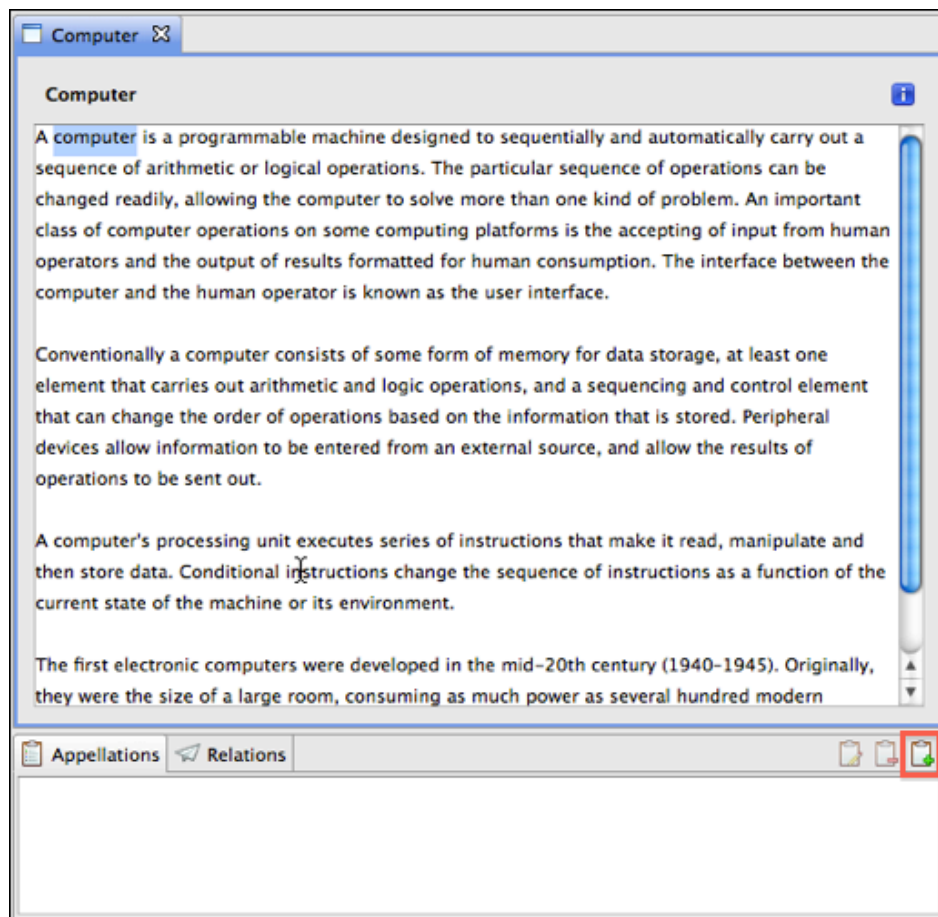 Computer
Computer
A computer is a programmable machine designed to sequentially and automatically carry out a
sequence of arithmetic or logical operations. The particular sequence of operations can be
changed readily, allowing the computer to solve more than one kind of problem. An important
class of computer operations on some computing platforms is the accepting of input from human
operators and the output of results formatted for human consumption. The interface between the
computer and the human operator is known as the user interface.
Conventionally a computer consists of some form of memory for data storage, at least one
element that carries out arithmetic and logic operations, and a sequencing and control element
that can change the order of operations based on the information that is stored. Peripheral
devices allow information to be entered from an external source, and allow the results of
operations to be sent out.
A computer's processing unit executes series of instructions that make it read, manipulate and
then store data. Conditional instructions change the sequence of instructions as a function of the
current state of the machine or its environment.
The first electronic computers were developed in the mid-20th century (1940-1945). Originally,
they were the size of a large room, consuming as much power as several hundred modern
Appellations Relations